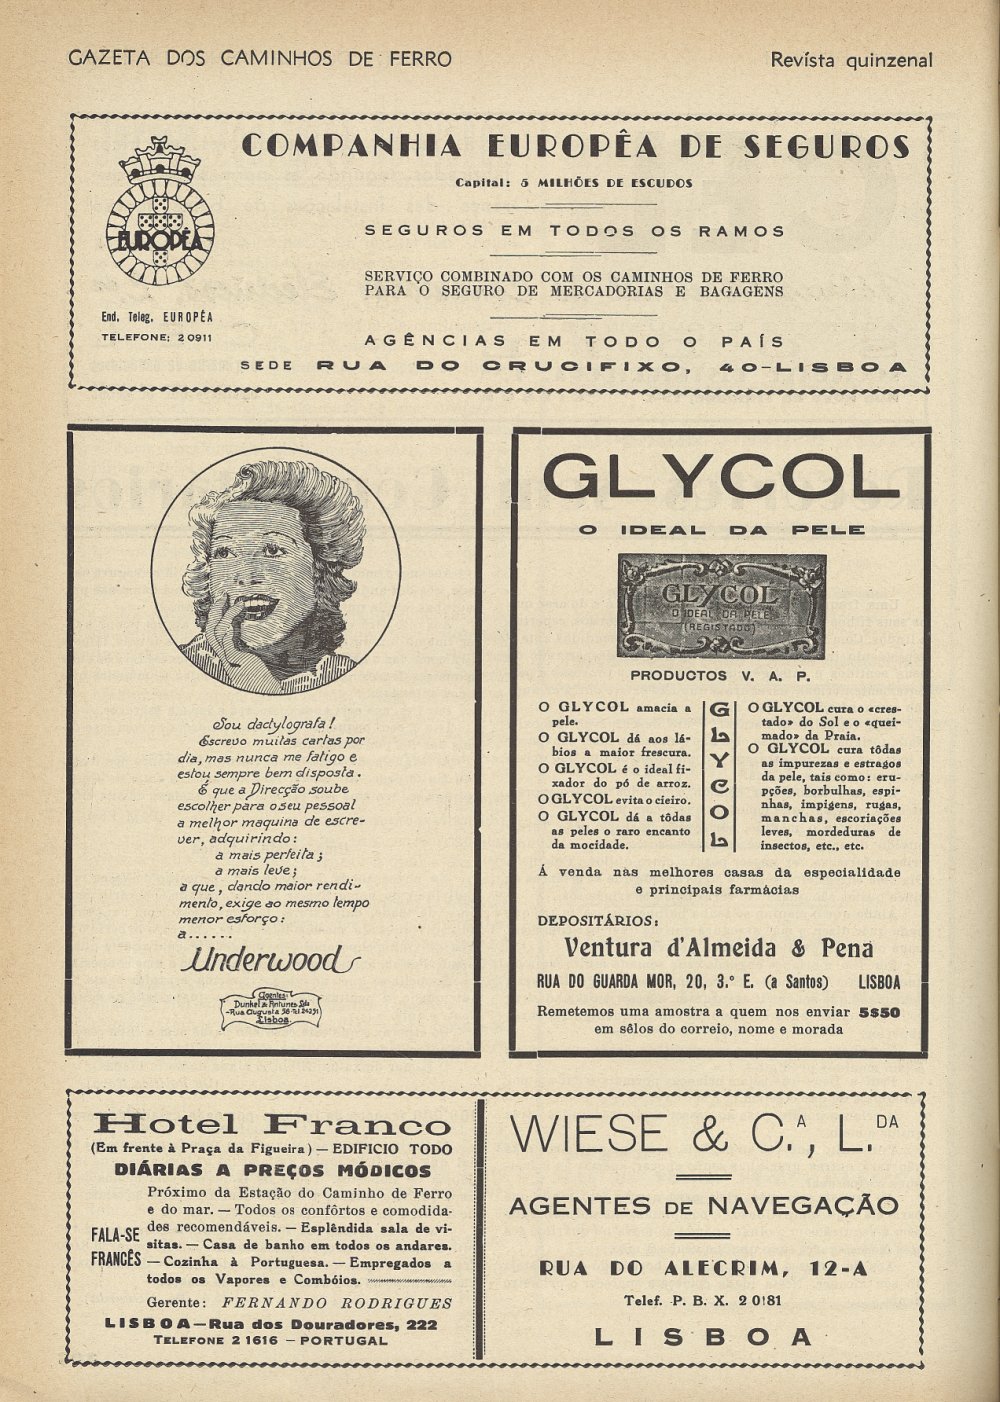 GAZETA DOS CAMINHOS DE FERRO
Revista quinzenal
COMPANHIA EUROPÊA DE SEGUROS
Capital: 5 MILHÕES DE ESCUDOS
EUROPÊA
SEGUROS EM TODOS OS RAMOS
SERVIÇO COMBINADO COM OS CAMINHOS DE FERRO
PARA O SEGURO DE MERCADORIAS E BAGAGENS
End. Teleg. EUROPÊA
TELEFONE: 2 0911
AGÊNCIAS EM TODO O PAÍS
SEDE RUA DO CRUCIFIXO, 40-LISBOA
Sou dactylografa!
Escrevo muitas cartas por
dia, mas nunca me fatigo e
estou sempre bem disposta.
É que a Direcção soube
escolher para o seu pessoal
a melhor maquina de escre-
ver, adquirindo:
a mais perfeita;
a mais leve;
a que, dando maior rendi-
mento, exige ao mesmo tempo
menor esforço:
a......
Underwood
Agentes:
Dunkel & Antunes Lda
-Rua Augusta 56-Tel 24251
Lisboa.
GLYCOL
O IDEAL DA PELE
GLYCOL
O IDEAL DA PELE
(REGISTADO)
PRODUCTOS V. A. P.
O GLYCOL amacia a
pele.
O GLYCOL dá aos lá-
bios a maior frescura.
O GLYCOL é o ideal fi-
xador do pó de arroz.
O GLYCOL evita o cieiro.
O GLYCOL dá a tôdas
as peles o raro encanto
da mocidade.
G
L
Y
C
O
L
O GLYCOL cura o «cres-
tado» do Sol e o «quei-
mado» da Praia.
O GLYCOL cura tôdas
as impurezas e estragos
da pele, tais como: eru-
pções, borbulhas, espi-
nhas, impigens, rugas,
manchas, escoriações
leves, mordeduras de
insectos, etc., etc.
Á venda nas melhores casas da especialidade
e principais farmácias
DEPOSITÁRIOS:
Ventura d'Almeida & Pena
RUA DO GUARDA MOR, 20, 3.º E. (a Santos) LISBOA
Remetemos uma amostra a quem nos enviar 5$50
em sêlos do correio, nome e morada
Hotel Franco
(Em frente à Praça da Figueira) — EDIFICIO TODO
DIÁRIAS A PREÇOS MÓDICOS
FALA-SE
FRANCÊS
Próximo da Estação do Caminho de Ferro
e do mar. — Todos os confôrtos e comodida-
des recomendáveis. — Esplêndida sala de vi-
sitas. — Casa de banho em todos os andares.
— Cozinha à Portuguesa. — Empregados a
todos os Vapores e Combóios.
Gerente: FERNANDO RODRIGUES
LISBOA—Rua dos Douradores, 222
TELEFONE 2 1616 — PORTUGAL
WIESE & C.A, L.DA
AGENTES DE NAVEGAÇÃO
RUA DO ALECRIM, 12-A
Telef. P. B. X. 2 0181
LISBOA